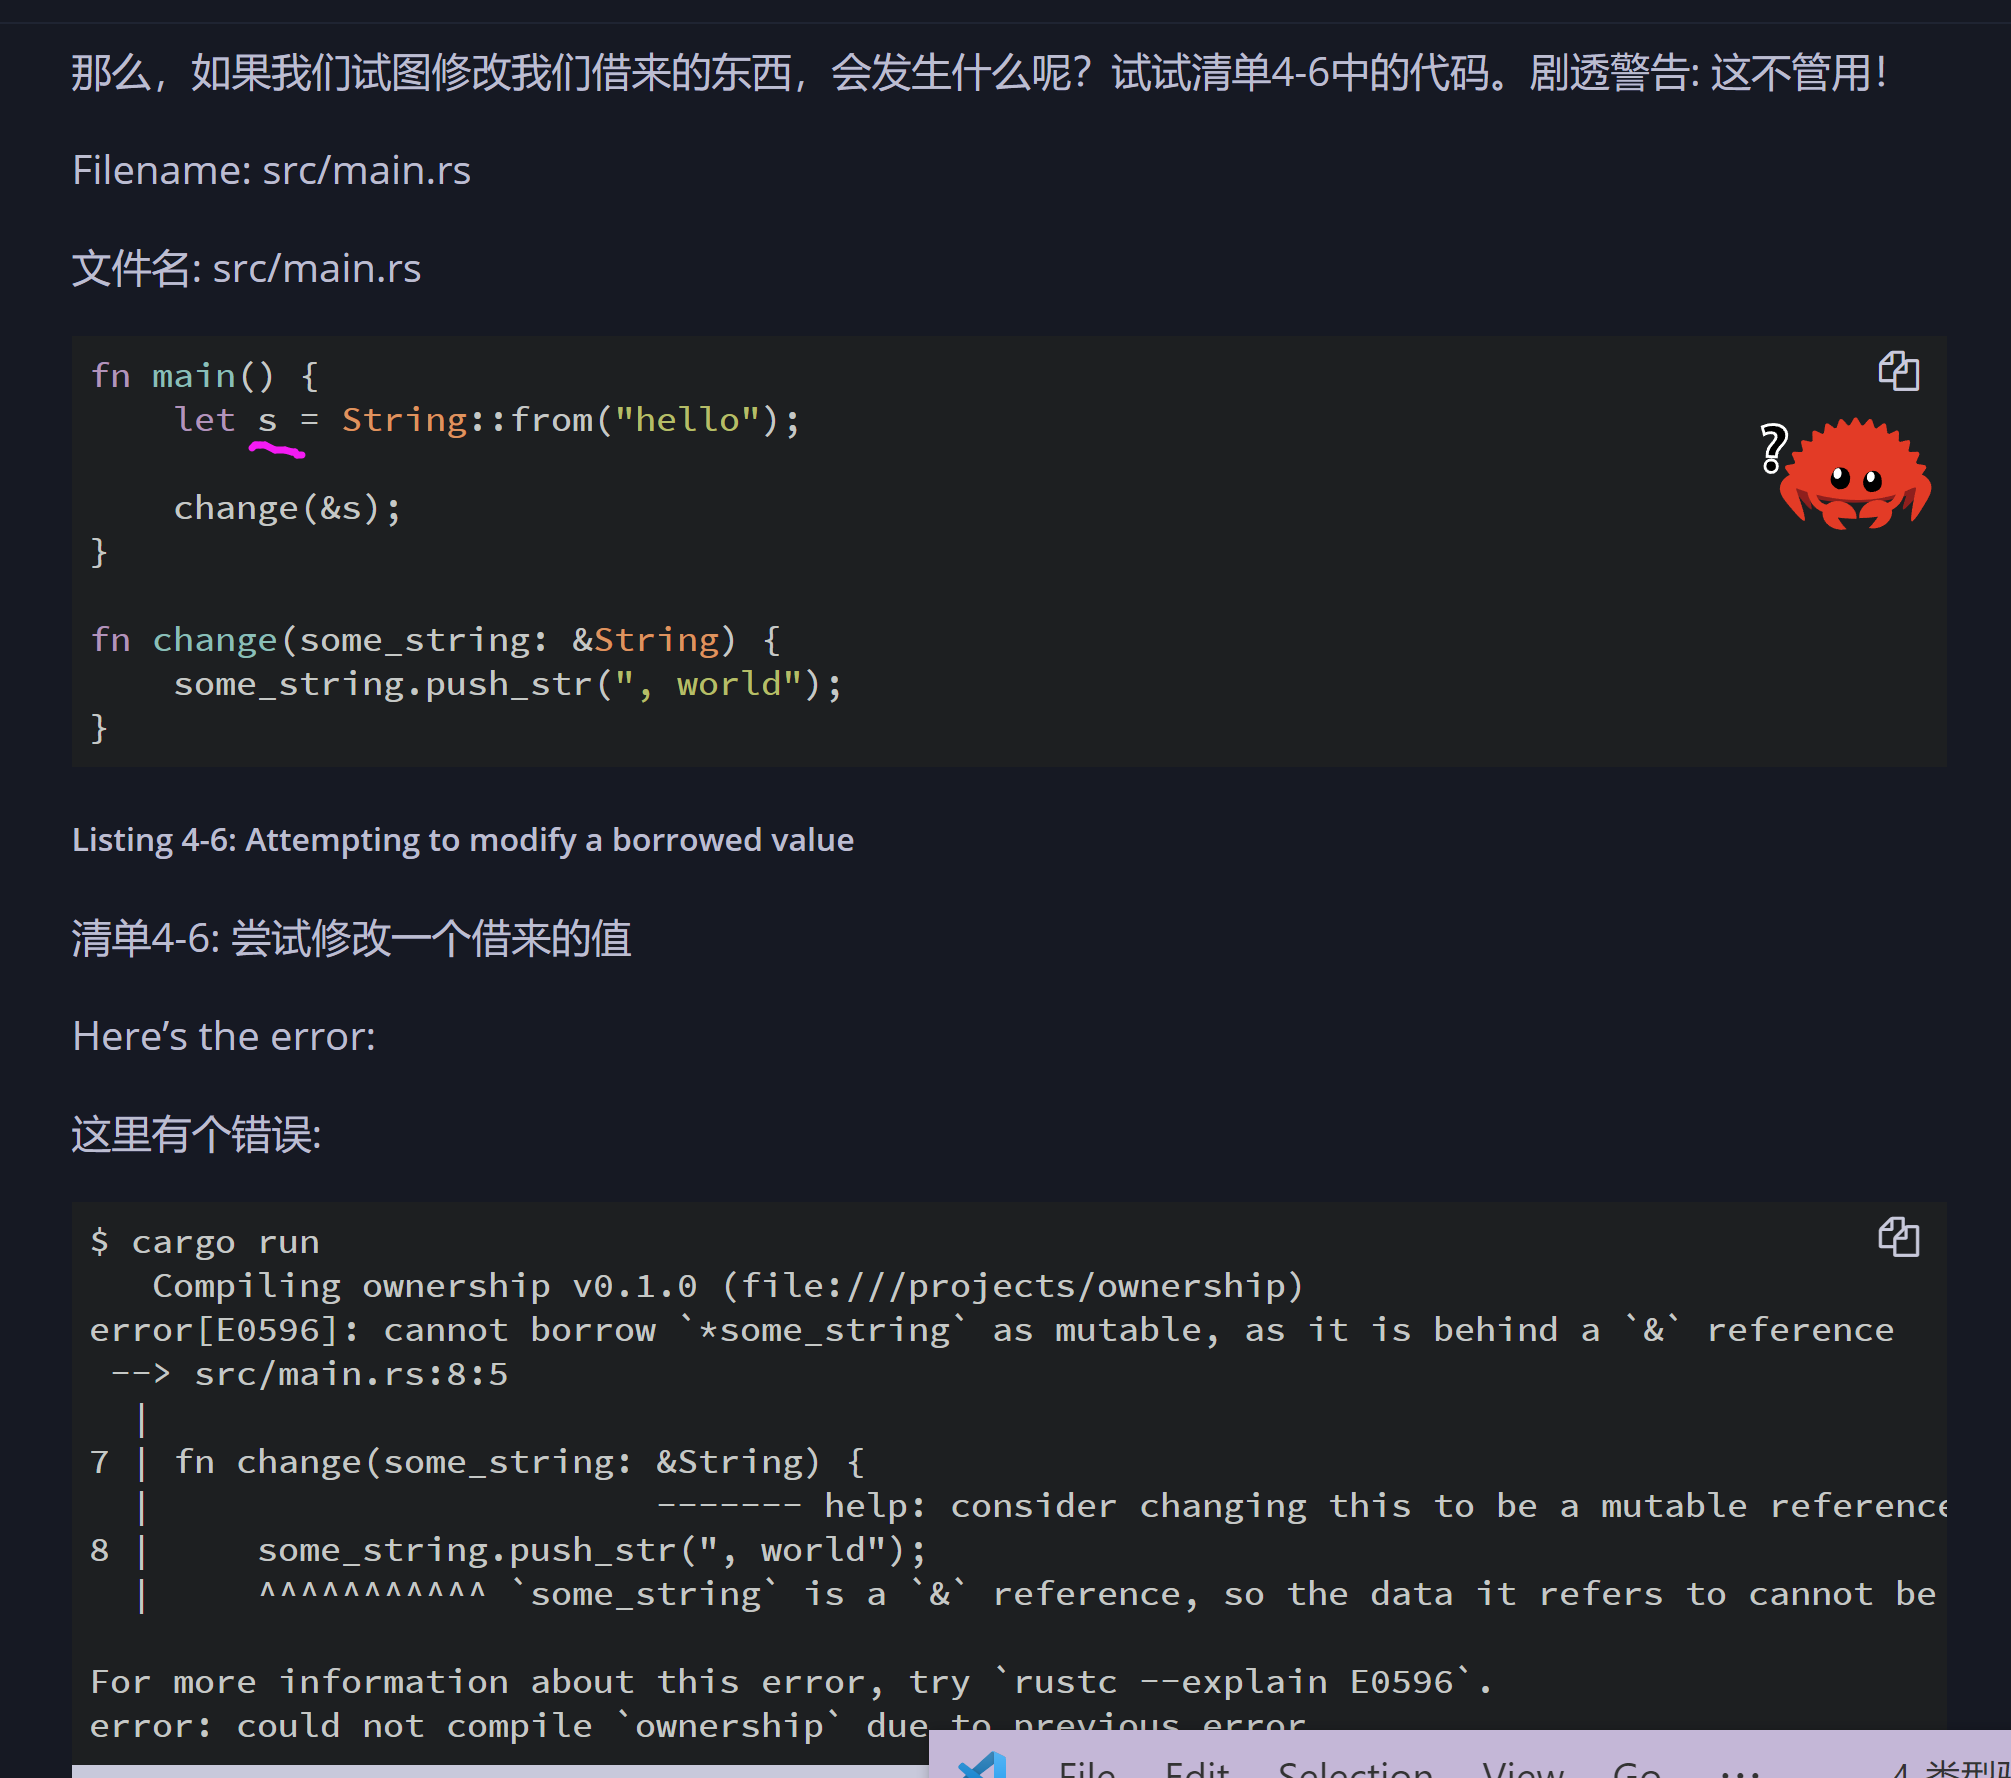 那么，如果我们试图修改我们借来的东西，会发生什么呢？试试清单4-6中的代码。剧透警告: 这不管用！
Filename: src/main.rs
文件名: src/main.rs
fn main() {
    let s = String::from("hello");

    change(&s);
}

fn change(some_string: &String) {
    some_string.push_str(", world");
}
?
Listing 4-6: Attempting to modify a borrowed value
清单4-6: 尝试修改一个借来的值
Here’s the error:
这里有个错误:
$ cargo run
   Compiling ownership v0.1.0 (file:///projects/ownership)
error[E0596]: cannot borrow `*some_string` as mutable, as it is behind a `&` reference
 --> src/main.rs:8:5
  |
7 | fn change(some_string: &String) {
  |                        ------- help: consider changing this to be a mutable reference
8 |     some_string.push_str(", world");
  |     ^^^^^^^^^^^ `some_string` is a `&` reference, so the data it refers to cannot be

For more information about this error, try `rustc --explain E0596`.
error: could not compile `ownership` due to previous error
File Edit Selection View Go ··· 4 类型